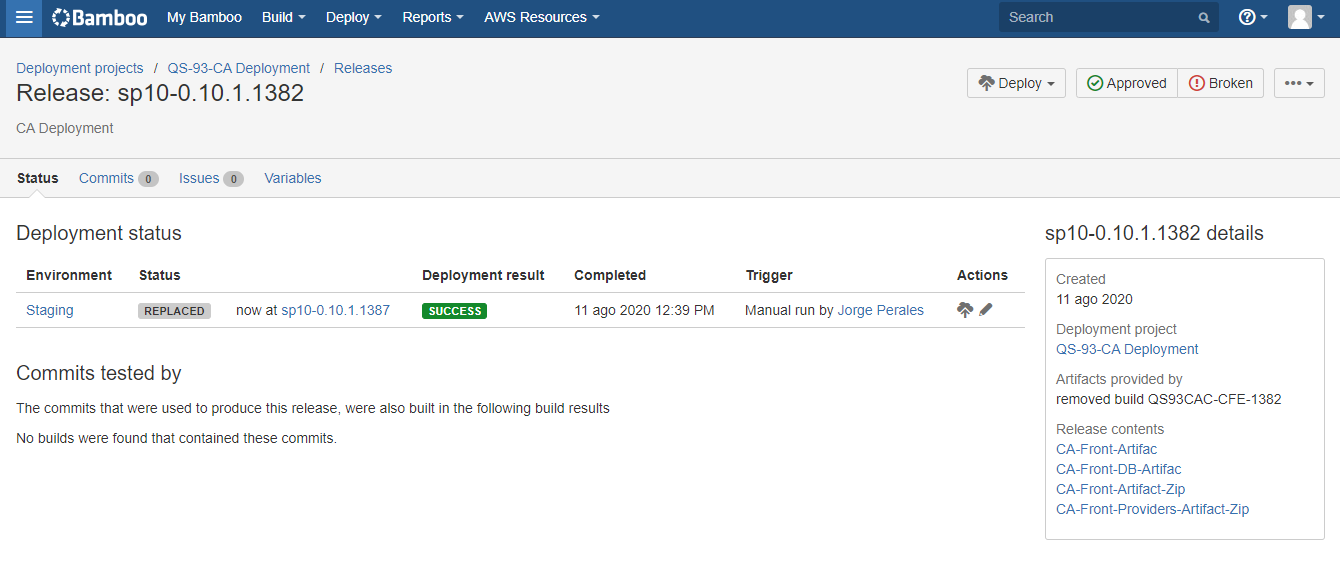 Bamboo My Bamboo Build Deploy Reports AWS Resources Search
Deployment projects / QS-93-CA Deployment / Releases
Release: sp10-0.10.1.1382
Deploy Approved Broken
CA Deployment
Status Commits 0 Issues 0 Variables
Deployment status
Environment Status Deployment result Completed Trigger Actions
Staging REPLACED now at sp10-0.10.1.1387 SUCCESS 11 ago 2020 12:39 PM Manual run by Jorge Perales
Commits tested by
The commits that were used to produce this release, were also built in the following build results
No builds were found that contained these commits.
sp10-0.10.1.1382 details
Created
11 ago 2020
Deployment project
QS-93-CA Deployment
Artifacts provided by
removed build QS93CAC-CFE-1382
Release contents
CA-Front-Artifac
CA-Front-DB-Artifac
CA-Front-Artifact-Zip
CA-Front-Providers-Artifact-Zip